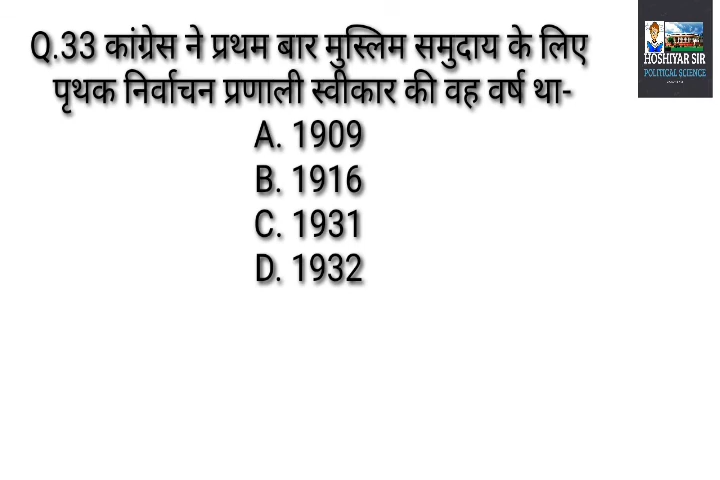 Q.33 कांग्रेस ने प्रथम बार मुस्लिम समुदाय के लिए
पृथक निर्वाचन प्रणाली स्वीकार की वह वर्ष था-
A. 1909
B. 1916
C. 1931
D. 1932
HOSHIYAR SIR
POLITICAL SCIENCE